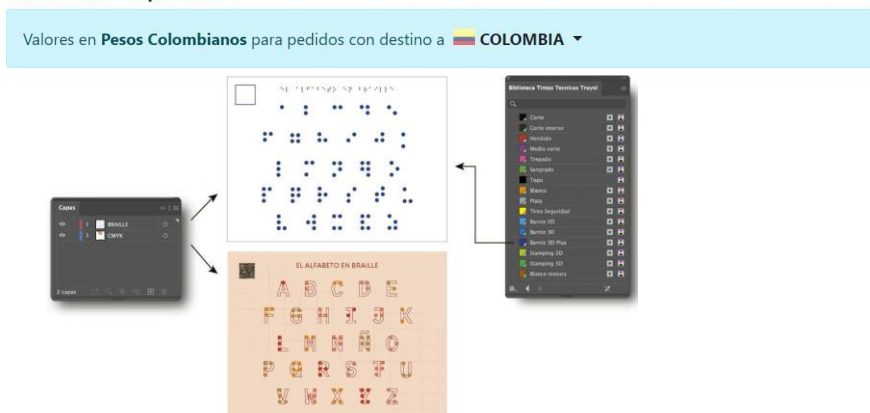 Valores en Pesos Colombianos para pedidos con destino a COLOMBIA
Capas
BRAILLE
CMYK
2 capas
EL ALFABETO EN BRAILLE
A B C D E
F G H I J K
L M N Ñ O
P Q R S T U
V W X Y Z
Biblioteca Tintas Tecnicas Truyol
Corte
Corte interior
Hendido
Medio corte
Trepado
Sangrado
Topo
Blanco
Plata
Tinta Seguridad
Barniz 2D
Barniz 3D
Barniz 3D Plus
Stamping 2D
Stamping 3D
Blanco textura